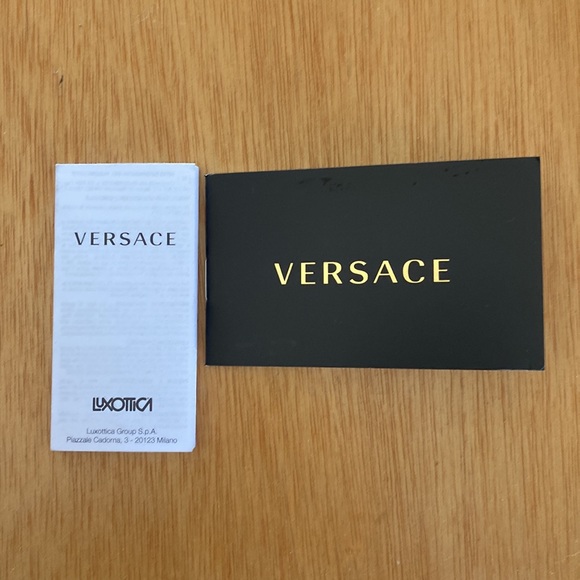 VERSACE
LUXOTTICA
Luxottica Group S.p.A.
Piazzale Cadorna, 3 - 20123 Milano
VERSACE